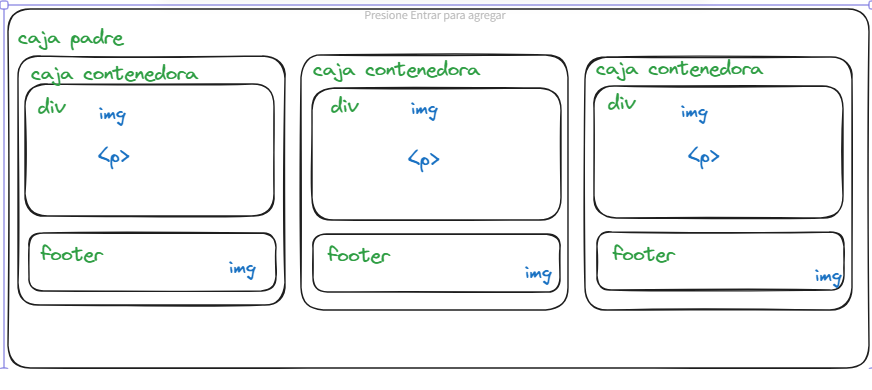 Presione Entrar para agregar
caja padre
caja contenedora
div
img
<p>
footer
img
caja contenedora
div
img
<p>
footer
img
caja contenedora
div
img
<p>
footer
img